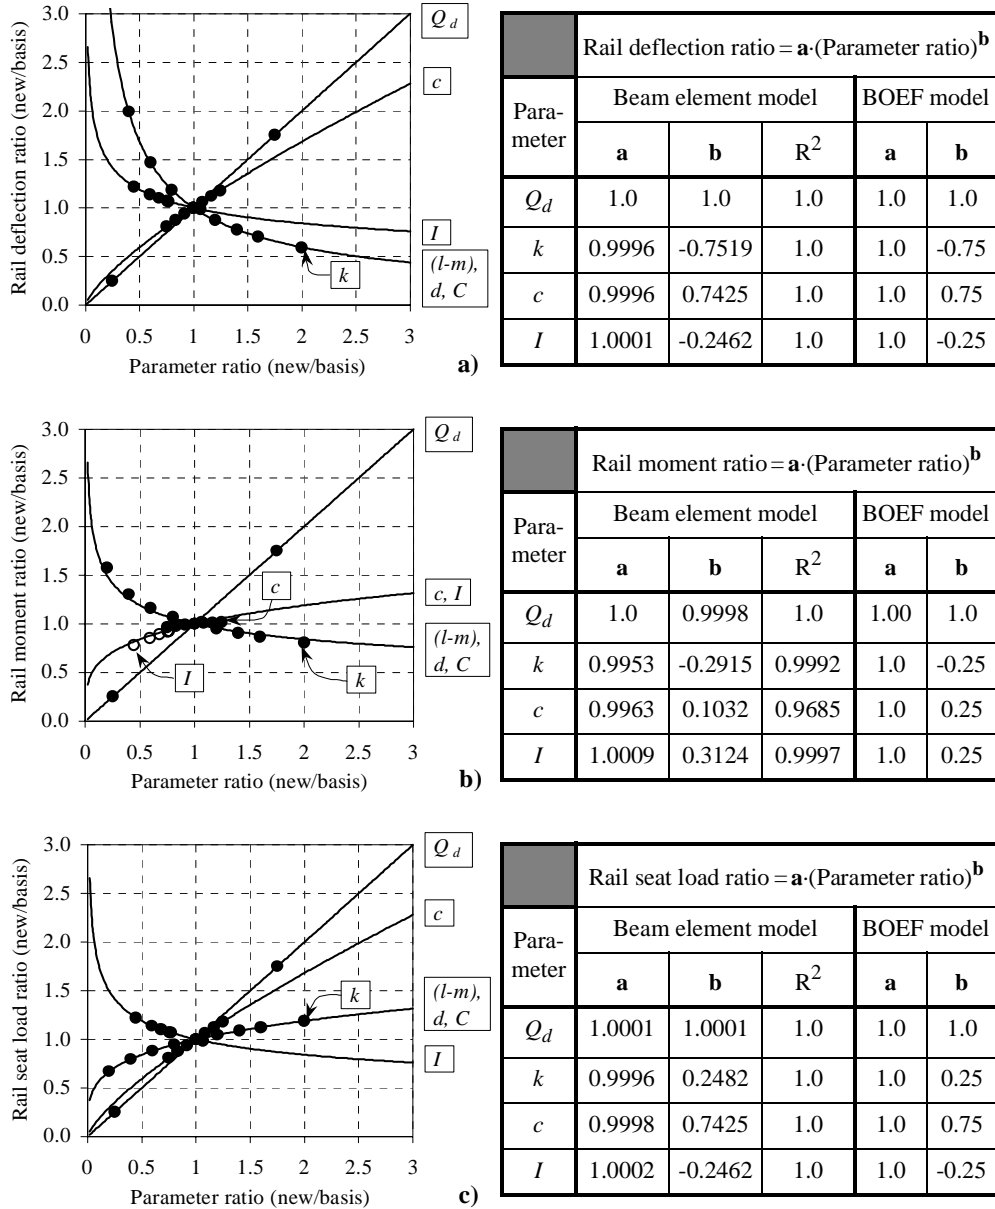 Rail deflection ratio (new/basis)
3.0
2.5
2.0
1.5
1.0
0.5
0.0
0 0.5 1 1.5 2 2.5 3
Parameter ratio (new/basis)
a)
Q d
c
I
(l-m),
d, C
k
Rail deflection ratio = a·(Parameter ratio)^b
Para-
meter
Beam element model BOEF model
a b R² a b
Q_d 1.0 1.0 1.0 1.0 1.0
k 0.9996 -0.7519 1.0 1.0 -0.75
c 0.9996 0.7425 1.0 1.0 0.75
I 1.0001 -0.2462 1.0 1.0 -0.25
Rail moment ratio (new/basis)
3.0
2.5
2.0
1.5
1.0
0.5
0.0
0 0.5 1 1.5 2 2.5 3
Parameter ratio (new/basis)
b)
Q d
c
c, I
(l-m),
d, C
I
k
Rail moment ratio = a·(Parameter ratio)^b
Para-
meter
Beam element model BOEF model
a b R² a b
Q_d 1.0 0.9998 1.0 1.00 1.0
k 0.9953 -0.2915 0.9992 1.0 -0.25
c 0.9963 0.1032 0.9685 1.0 0.25
I 1.0009 0.3124 0.9997 1.0 0.25
Rail seat load ratio (new/basis)
3.0
2.5
2.0
1.5
1.0
0.5
0.0
0 0.5 1 1.5 2 2.5 3
Parameter ratio (new/basis)
c)
Q d
c
k
(l-m),
d, C
I
Rail seat load ratio = a·(Parameter ratio)^b
Para-
meter
Beam element model BOEF model
a b R² a b
Q_d 1.0001 1.0001 1.0 1.0 1.0
k 0.9996 0.2482 1.0 1.0 0.25
c 0.9998 0.7425 1.0 1.0 0.75
I 1.0002 -0.2462 1.0 1.0 -0.25